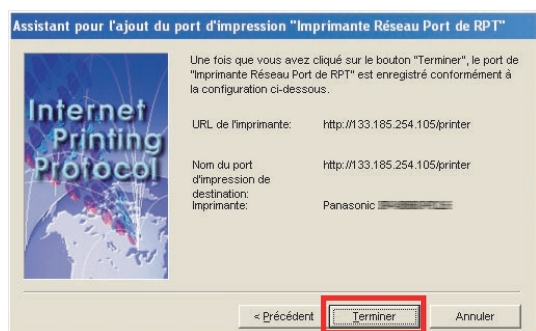 Assistant pour l'ajout du port d'impression "Imprimante Réseau Port de RPT"
Internet
Printing
Protocol
Une fois que vous avez cliqué sur le bouton "Terminer", le port de
"Imprimante Réseau Port de RPT" est enregistré conformément à
la configuration ci-dessous.
URL de l'imprimante: http://133.185.254.105/printer
Nom du port http://133.185.254.105/printer
d'impression de
destination:
Imprimante: Panasonic
< Précédent Terminer Annuler